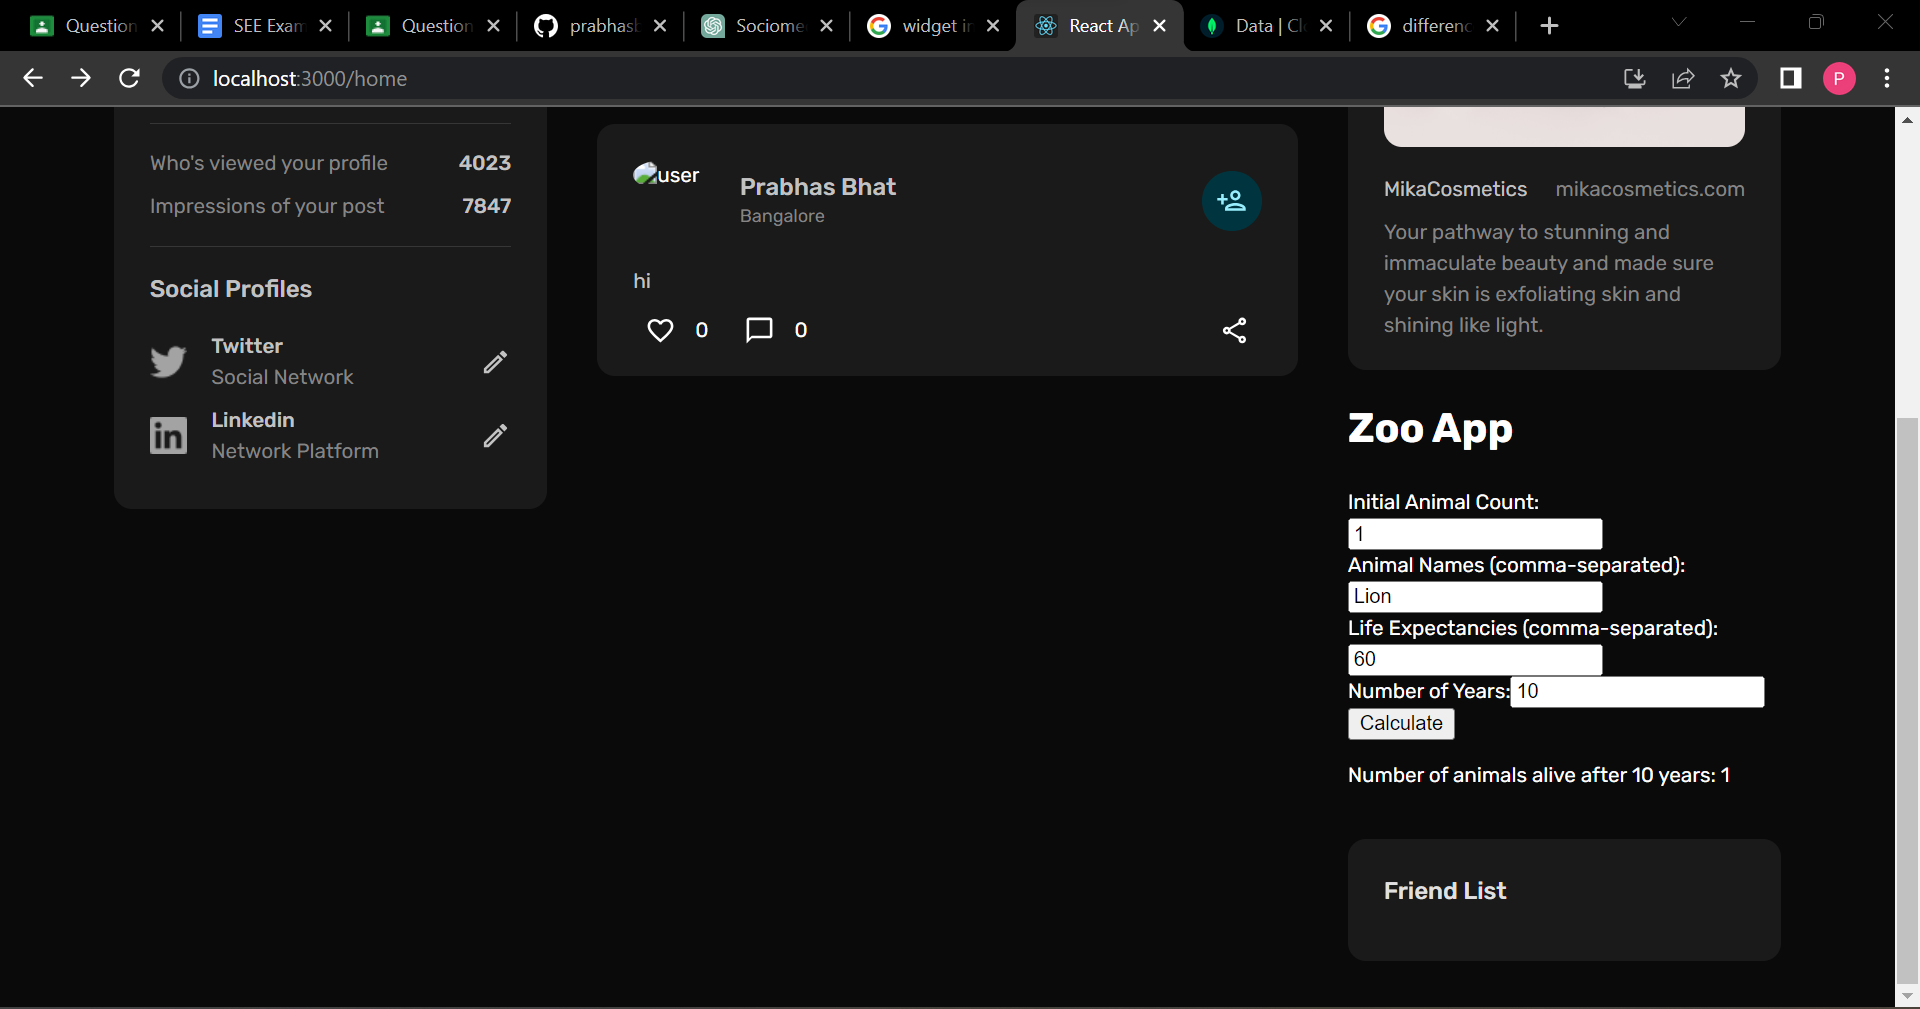 Question
SEE Exam
Question
prabhasb
Sociome
widget in
React Ap
Data | Cl
differenc
localhost:3000/home
P
Who's viewed your profile 4023
Impressions of your post 7847
Social Profiles
Twitter
Social Network
Linkedin
Network Platform
user
Prabhas Bhat
Bangalore
hi
0 0
MikaCosmetics mikacosmetics.com
Your pathway to stunning and
immaculate beauty and made sure
your skin is exfoliating skin and
shining like light.
Zoo App
Initial Animal Count:
1
Animal Names (comma-separated):
Lion
Life Expectancies (comma-separated):
60
Number of Years: 10
Calculate
Number of animals alive after 10 years: 1
Friend List